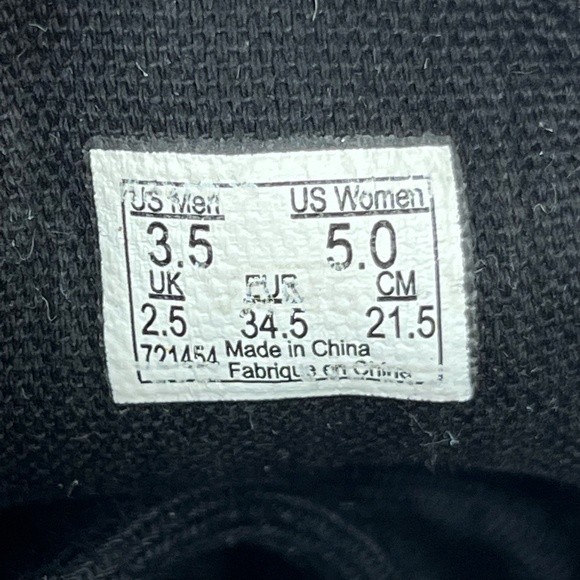 US Men US Women
3.5 5.0
UK EUR CM
2.5 34.5 21.5
721454 Made in China
Fabriqué en Chine